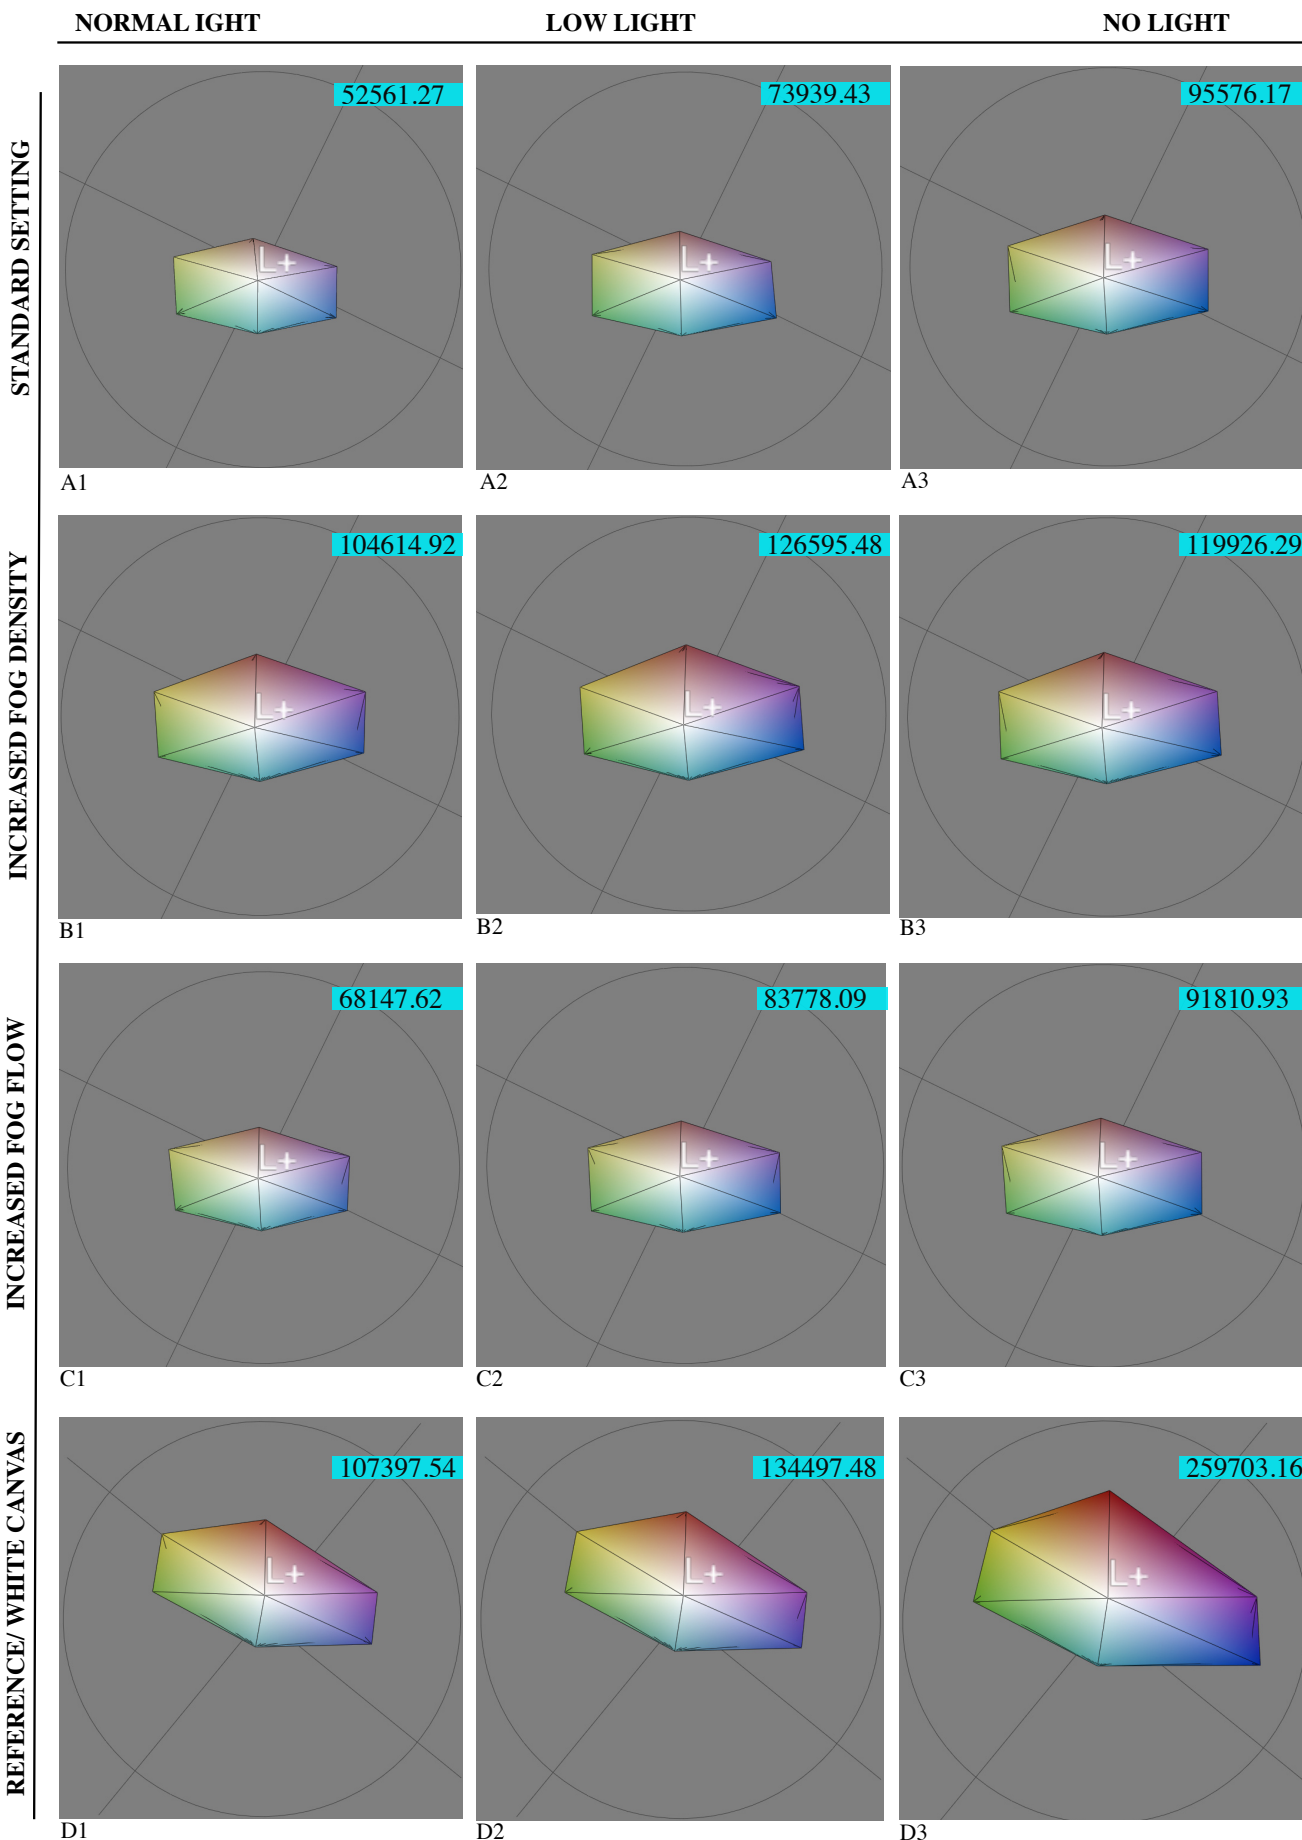 NORMAL IGHT LOW LIGHT NO LIGHT
STANDARD SETTING
52561.27 73939.43 95576.17
L+ L+ L+
A1 A2 A3
INCREASED FOG DENSITY
104614.92 126595.48 119926.29
L+ L+ L+
B1 B2 B3
INCREASED FOG FLOW
68147.62 83778.09 91810.93
L+ L+ L+
C1 C2 C3
REFERENCE/ WHITE CANVAS
107397.54 134497.48 259703.16
L+ L+ L+
D1 D2 D3